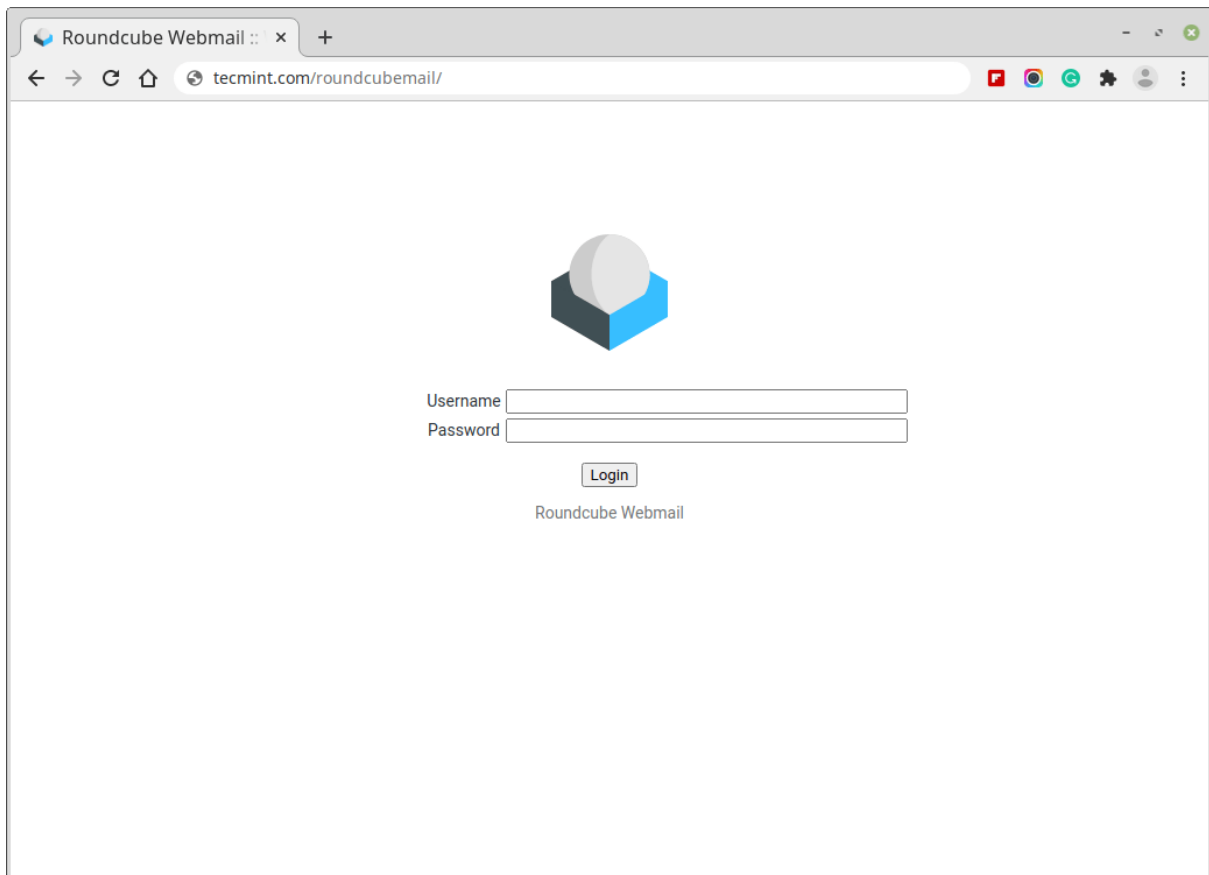 Roundcube Webmail ::
tecmint.com/roundcubemail/
Username
Password
Login
Roundcube Webmail